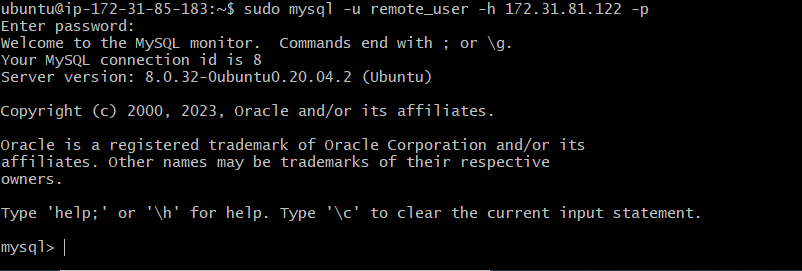 ubuntu@ip-172-31-85-183:~$ sudo mysql -u remote_user -h 172.31.81.122 -p
Enter password:
Welcome to the MySQL monitor.  Commands end with ; or \g.
Your MySQL connection id is 8
Server version: 8.0.32-0ubuntu0.20.04.2 (Ubuntu)
Copyright (c) 2000, 2023, Oracle and/or its affiliates.
Oracle is a registered trademark of Oracle Corporation and/or its
affiliates. Other names may be trademarks of their respective
owners.
Type 'help;' or '\h' for help. Type '\c' to clear the current input statement.
mysql>